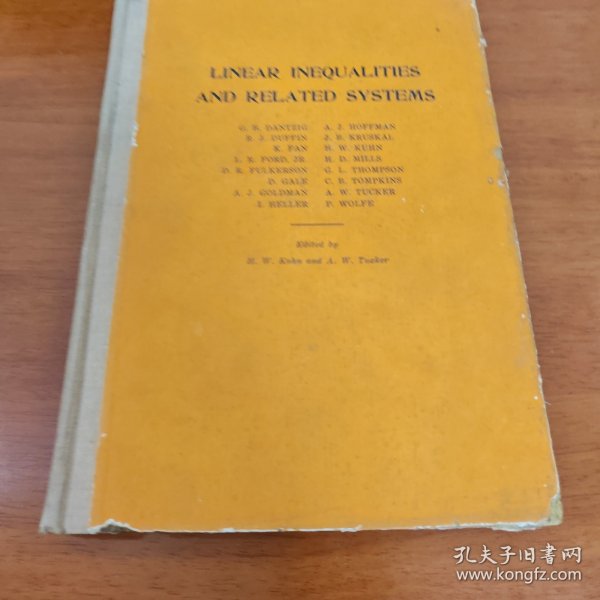 LINEAR INEQUALITIES
AND RELATED SYSTEMS
G. B. DANTZIG A. J. HOFFMAN
R. J. DUFFIN J. B. KRUSKAL
K. FAN H. W. KUHN
L. R. FORD, JR. H. D. MILLS
D. R. FULKERSON G. L. THOMPSON
D. GALE C. B. TOMPKINS
A. J. GOLDMAN A. W. TUCKER
I. HELLER P. WOLFE
Edited by
H. W. Kuhn and A. W. Tucker
孔夫子旧书网
www.kongfz.com